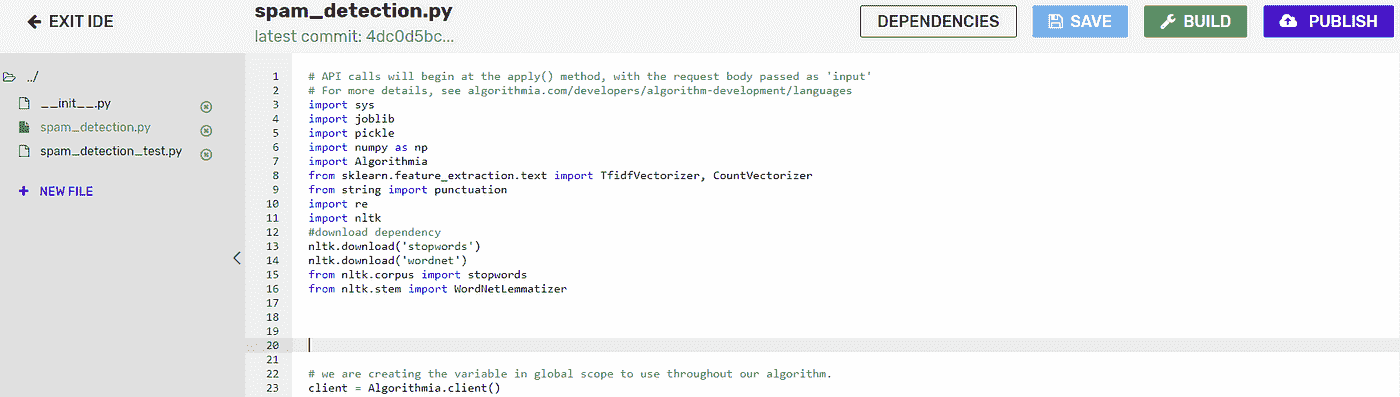 EXIT IDE
spam_detection.py
latest commit: 4dc0d5bc...
DEPENDENCIES
SAVE
BUILD
PUBLISH
../
__init__.py
spam_detection.py
spam_detection_test.py
+ NEW FILE
1 # API calls will begin at the apply() method, with the request body passed as 'input'
2 # For more details, see algorithmia.com/developers/algorithm-development/languages
3 import sys
4 import joblib
5 import pickle
6 import numpy as np
7 import Algorithmia
8 from sklearn.feature_extraction.text import TfidfVectorizer, CountVectorizer
9 from string import punctuation
10 import re
11 import nltk
12 #download dependency
13 nltk.download('stopwords')
14 nltk.download('wordnet')
15 from nltk.corpus import stopwords
16 from nltk.stem import WordNetLemmatizer
17
18
19
20
21
22 # we are creating the variable in global scope to use throughout our algorithm.
23 client = Algorithmia.client()